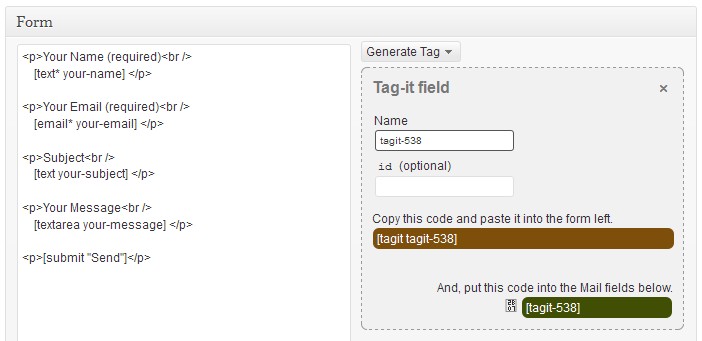 Form
<p>Your Name (required)<br />
[text* your-name] </p>
<p>Your Email (required)<br />
[email* your-email] </p>
<p>Subject<br />
[text your-subject] </p>
<p>Your Message<br />
[textarea your-message] </p>
<p>[submit "Send"]</p>
Generate Tag
Tag-it field
×
Name
tagit-538
id (optional)
Copy this code and paste it into the form left.
[tagit tagit-538]
And, put this code into the Mail fields below.
[tagit-538]